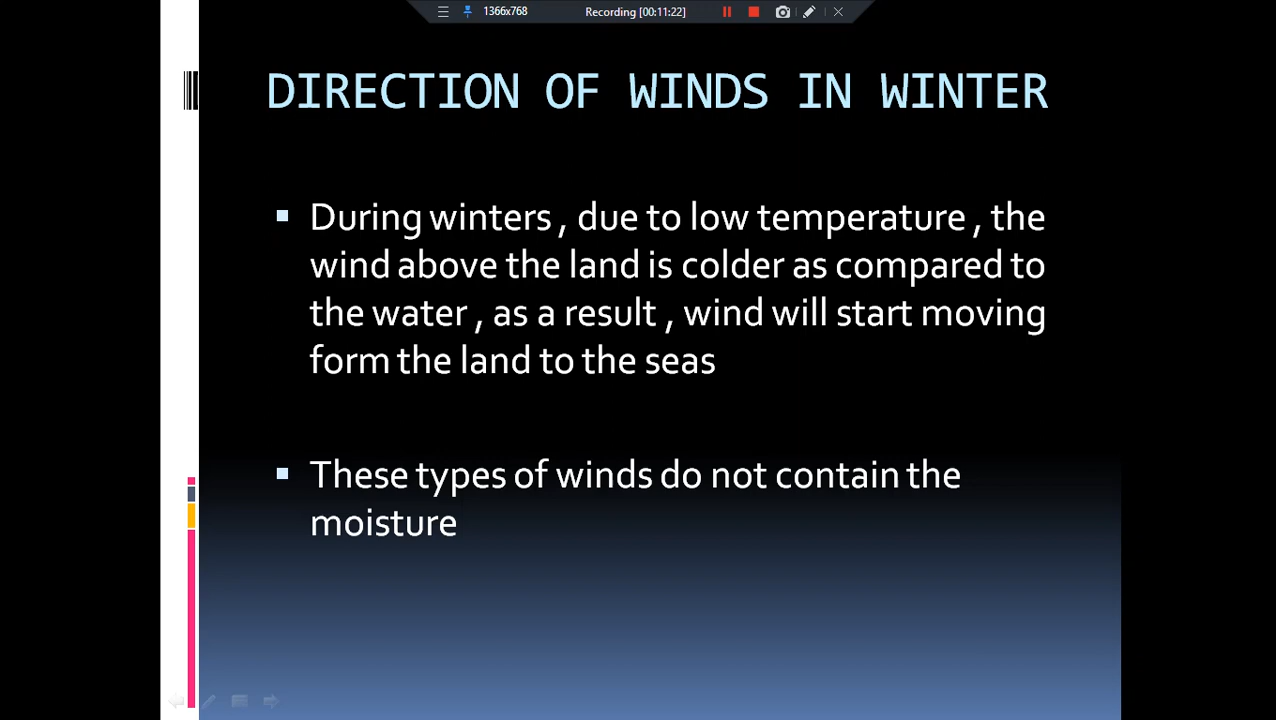 1366x768 Recording [00:11:22]
DIRECTION OF WINDS IN WINTER
During winters , due to low temperature , the
wind above the land is colder as compared to
the water , as a result , wind will start moving
form the land to the seas
These types of winds do not contain the
moisture